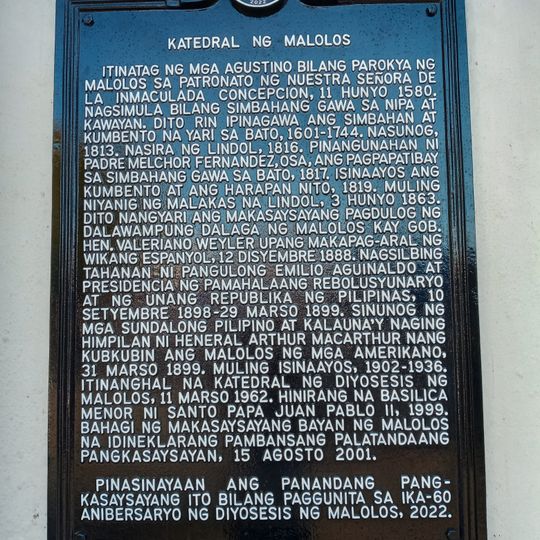 2022
KATEDRAL NG MALOLOS
ITINATAG NG MGA AGUSTINO BILANG PAROKYA NG
MALOLOS SA PATRONATO NG NUESTRA SEÑORA DE
LA INMACULADA CONCEPCION, 11 HUNYO 1580.
NAGSIMULA BILANG SIMBAHANG GAWA SA NIPA AT
KAWAYAN. DITO RIN IPINAGAWA ANG SIMBAHAN AT
KUMBENTO NA YARI SA BATO, 1601-1744. NASUNOG,
1813. NASIRA NG LINDOL, 1816. PINANGUNAHAN NI
PADRE MELCHOR FERNANDEZ, OSA, ANG PAGPAPATIBAY
SA SIMBAHANG GAWA SA BATO, 1817. ISINAAYOS ANG
KUMBENTO AT ANG HARAPAN NITO, 1819. MULING
NIYANIG NG MALAKAS NA LINDOL, 3 HUNYO 1863.
DITO NANGYARI ANG MAKASAYSAYANG PAGDULOG NG
DALAWAMPUNG DALAGA NG MALOLOS KAY GOB.
HEN. VALERIANO WEYLER UPANG MAKAPAG-ARAL NG
WIKANG ESPANYOL, 12 DISYEMBRE 1888. NAGSILBING
TAHANAN NI PANGULONG EMILIO AGUINALDO AT
PRESIDENCIA NG PAMAHALAANG REBOLUSYUNARYO
AT NG UNANG REPUBLIKA NG PILIPINAS, 10
SETYEMBRE 1898-29 MARSO 1899. SINUNOG NG
MGA SUNDALONG PILIPINO AT KALAUNA'Y NAGING
HIMPILAN NI HENERAL ARTHUR MACARTHUR NANG
KUBKUBIN ANG MALOLOS NG MGA AMERIKANO,
31 MARSO 1899. MULING ISINAAYOS, 1902-1936.
ITINANGHAL NA KATEDRAL NG DIYOSESIS NG
MALOLOS, 11 MARSO 1962. HINIRANG NA BASILICA
MENOR NI SANTO PAPA JUAN PABLO II, 1999.
BAHAGI NG MAKASAYSAYANG BAYAN NG MALOLOS
NA IDINEKLARANG PAMBANSANG PALATANDAANG
PANGKASAYSAYAN, 15 AGOSTO 2001.
PINASINAYAAN ANG PANANDANG PANG-
KASAYSAYANG ITO BILANG PAGGUNITA SA IKA-60
ANIBERSARYO NG DIYOSESIS NG MALOLOS, 2022.